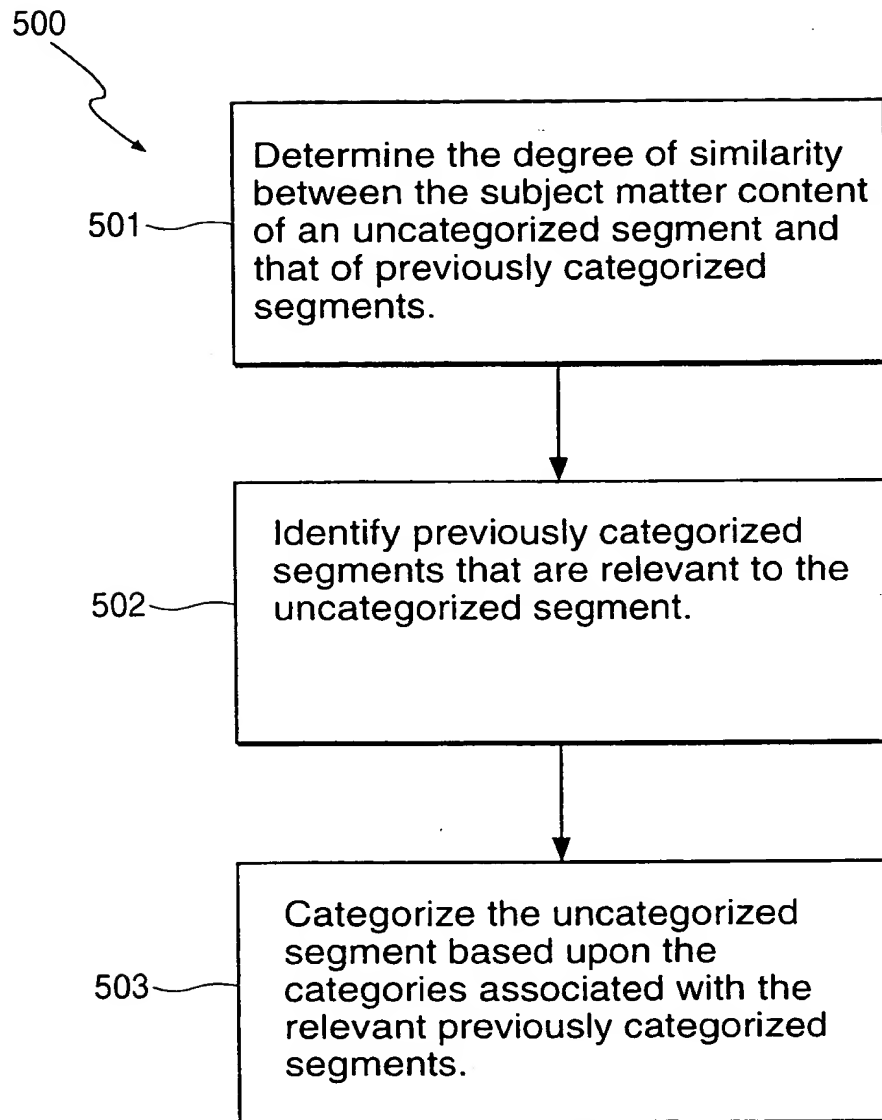 500
501
Determine the degree of similarity
between the subject matter content
of an uncategorized segment and
that of previously categorized
segments.
502
Identify previously categorized
segments that are relevant to the
uncategorized segment.
503
Categorize the uncategorized
segment based upon the
categories associated with the
relevant previously categorized
segments.